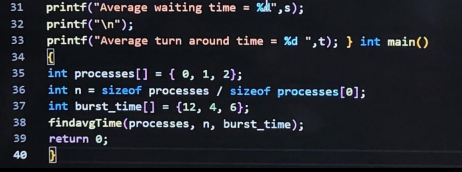 31 printf("Average waiting time = %d",s);
32 printf("\n");
33 printf("Average turn around time = %d ",t); } int main()
34 {
35 int processes[] = { 0, 1, 2};
36 int n = sizeof processes / sizeof processes[0];
37 int burst_time[] = {12, 4, 6};
38 findavgTime(processes, n, burst_time);
39 return 0;
40 }